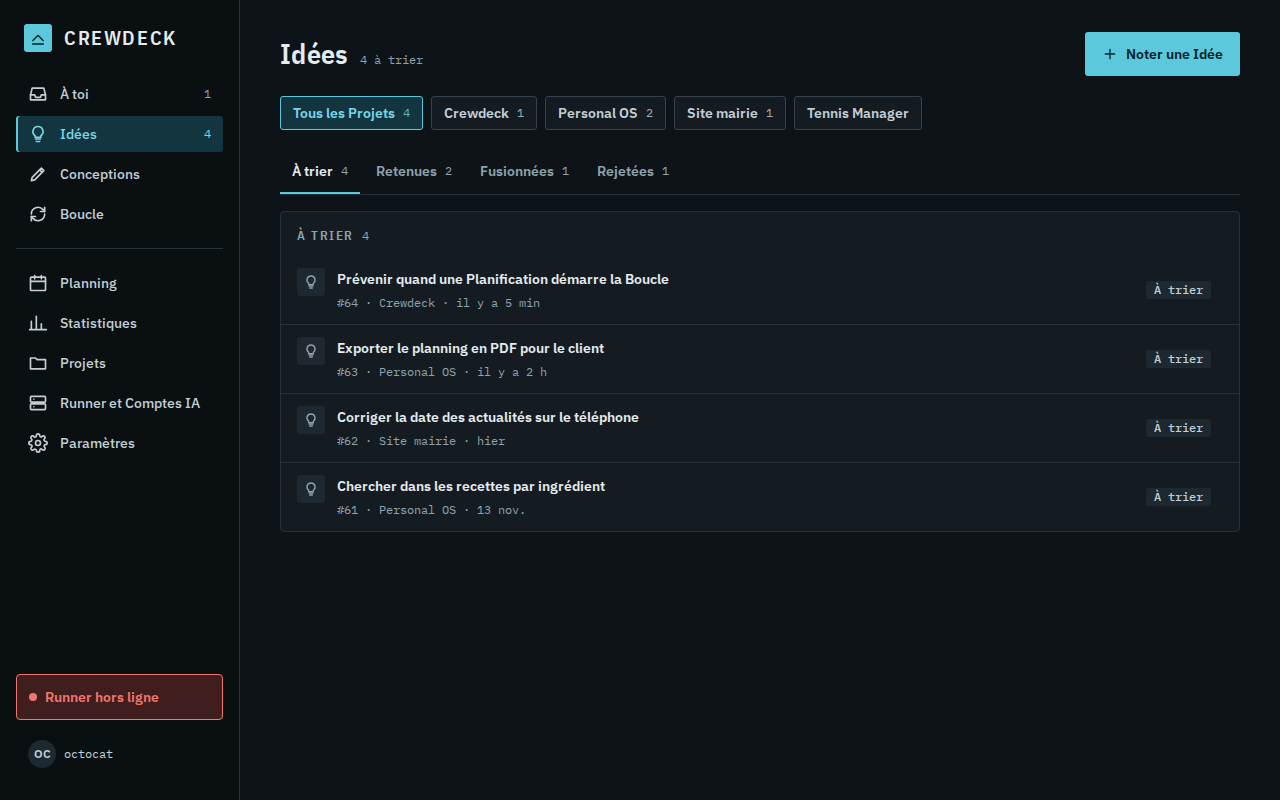 CREWDECK
À toi 1
Idées 4
Conceptions
Boucle
Planning
Statistiques
Projets
Runner et Comptes IA
Paramètres
Runner hors ligne
OC octocat
Idées 4 à trier
Noter une Idée
Tous les Projets 4 Crewdeck 1 Personal OS 2 Site mairie 1 Tennis Manager
À trier 4 Retenues 2 Fusionnées 1 Rejetées 1
À TRIER 4
Prévenir quand une Planification démarre la Boucle
#64 · Crewdeck · il y a 5 min
À trier
Exporter le planning en PDF pour le client
#63 · Personal OS · il y a 2 h
À trier
Corriger la date des actualités sur le téléphone
#62 · Site mairie · hier
À trier
Chercher dans les recettes par ingrédient
#61 · Personal OS · 13 nov.
À trier